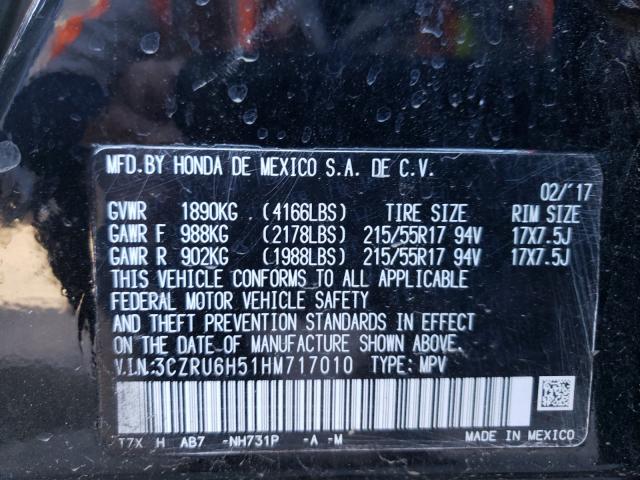 MFD.BY HONDA DE MEXICO S.A. DE C.V.
02/'17
GVWR 1890KG (4166LBS) TIRE SIZE RIM SIZE
GAWR F 988KG (2178LBS) 215/55R17 94V 17X7.5J
GAWR R 902KG (1988LBS) 215/55R17 94V 17X7.5J
THIS VEHICLE CONFORMS TO ALL APPLICABLE
FEDERAL MOTOR VEHICLE SAFETY
AND THEFT PREVENTION STANDARDS IN EFFECT
ON THE DATE OF MANUFACTURE SHOWN ABOVE.
V.I.N.:3CZRU6H51HM717010 TYPE: MPV
T7X H AB7 -NH731P -A -M
MADE IN MEXICO